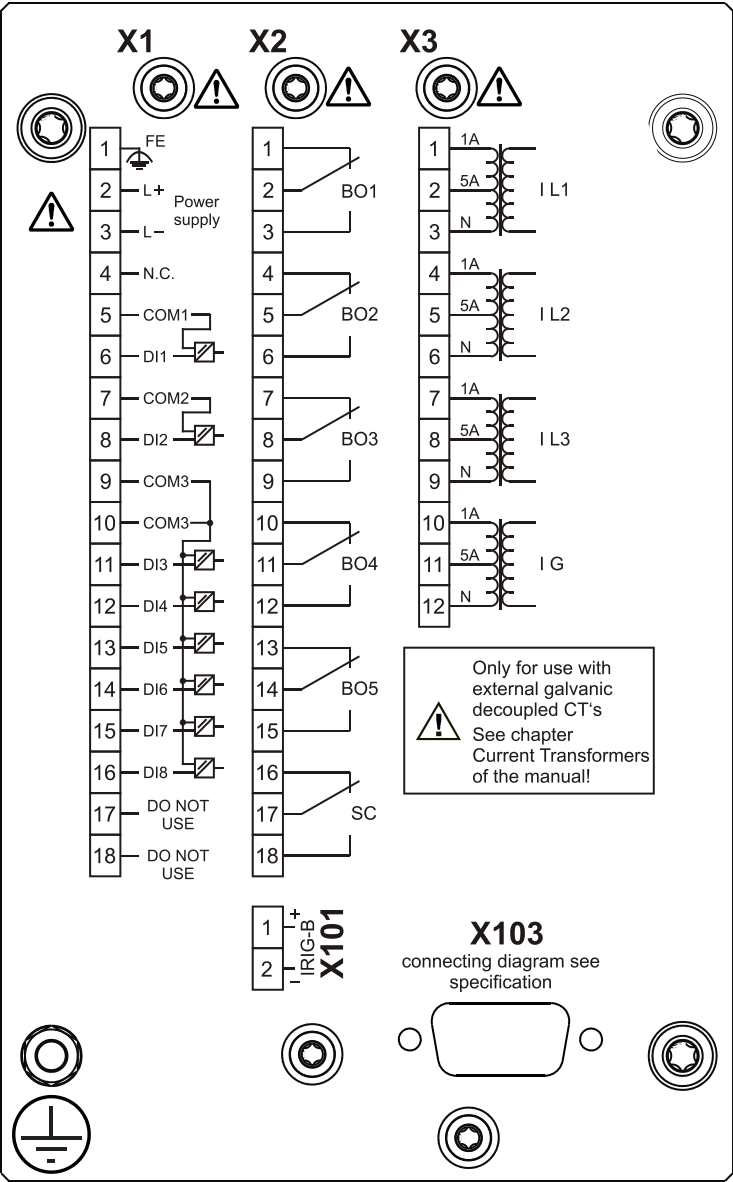 X1
X2
X3
1 FE
2 L+ Power supply
3 L–
4 N.C.
5 COM1
6 DI1
7 COM2
8 DI2
9 COM3
10 COM3
11 DI3
12 DI4
13 DI5
14 DI6
15 DI7
16 DI8
17 DO NOT USE
18 DO NOT USE
1
2 BO1
3
4
5 BO2
6
7
8 BO3
9
10
11 BO4
12
13
14 BO5
15
16
17 SC
18
1 1A
2 5A I L1
3 N
4 1A
5 5A I L2
6 N
7 1A
8 5A I L3
9 N
10 1A
11 5A I G
12 N
Only for use with
external galvanic
decoupled CT‘s
See chapter
Current Transformers
of the manual!
1 +
2 –
IRIG-B
X101
X103
connecting diagram see
specification